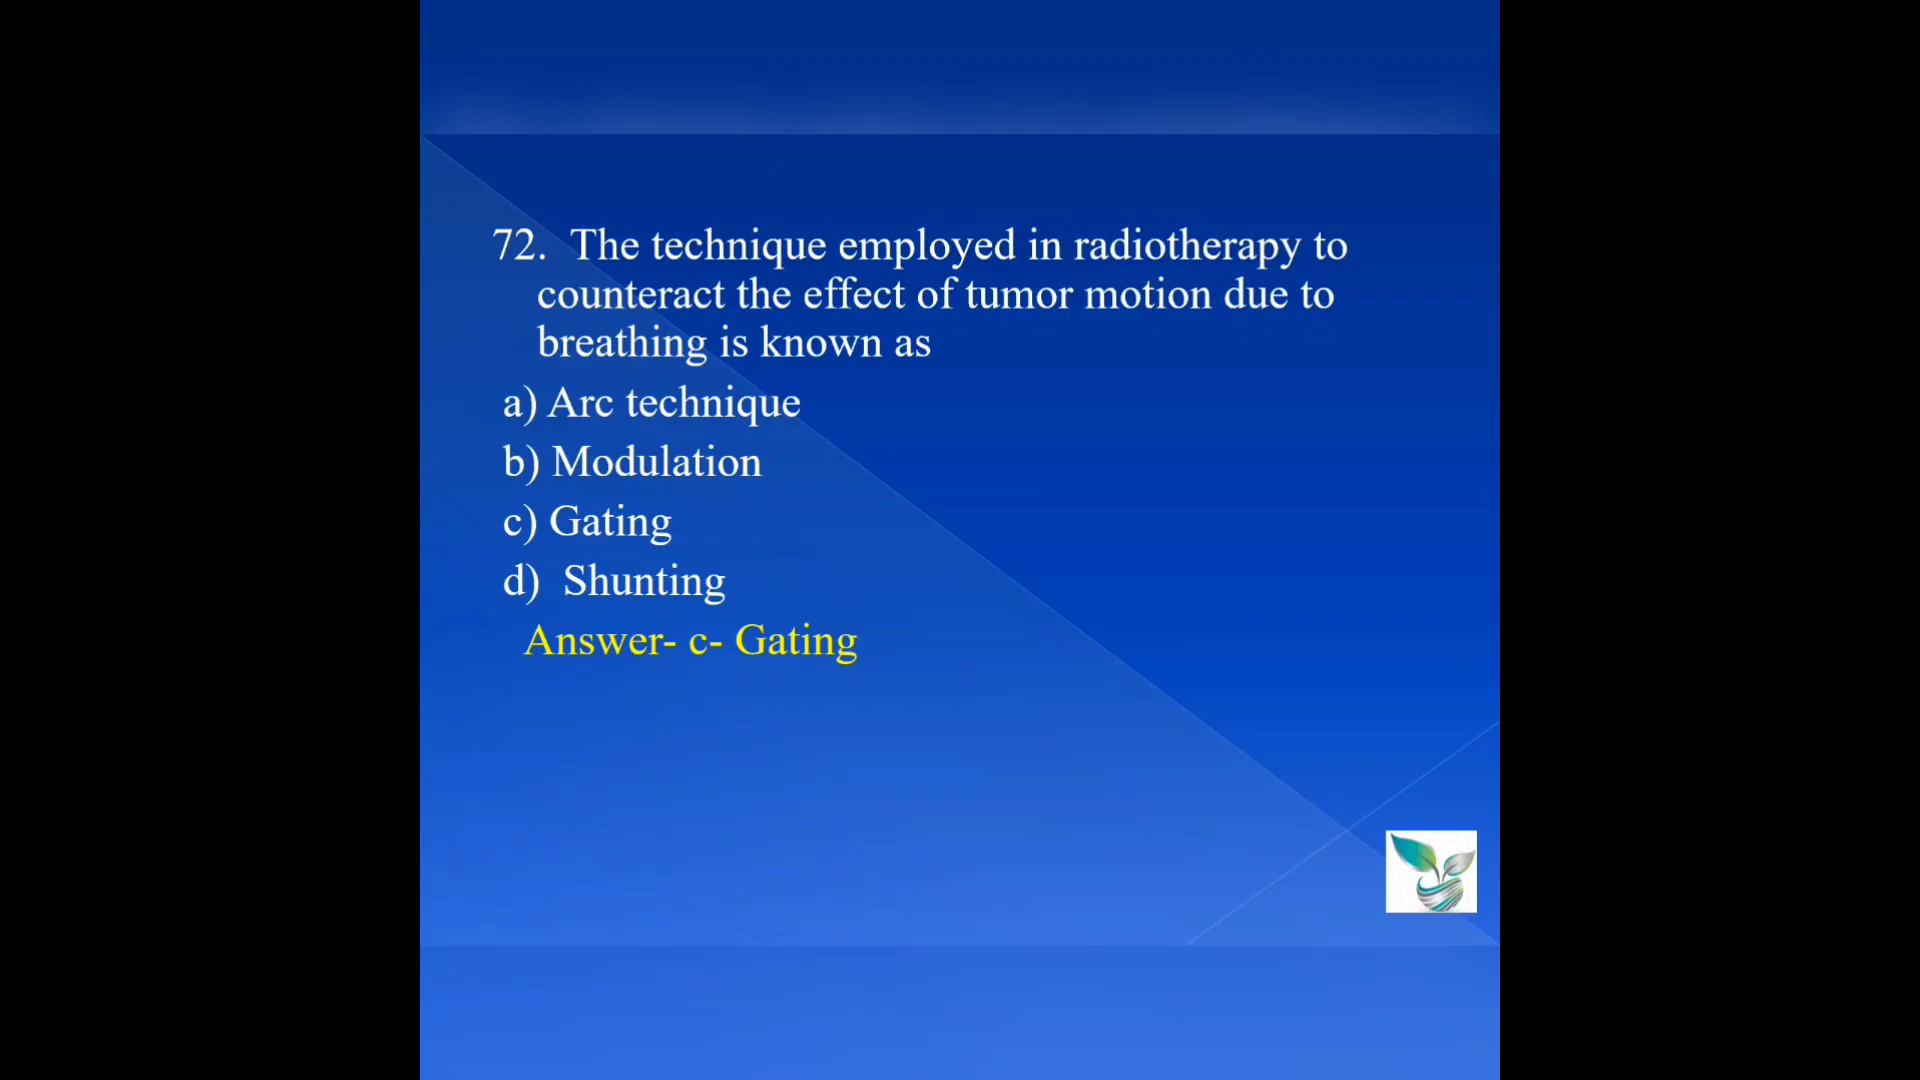 72. The technique employed in radiotherapy to
counteract the effect of tumor motion due to
breathing is known as
a) Arc technique
b) Modulation
c) Gating
d) Shunting
Answer- c- Gating